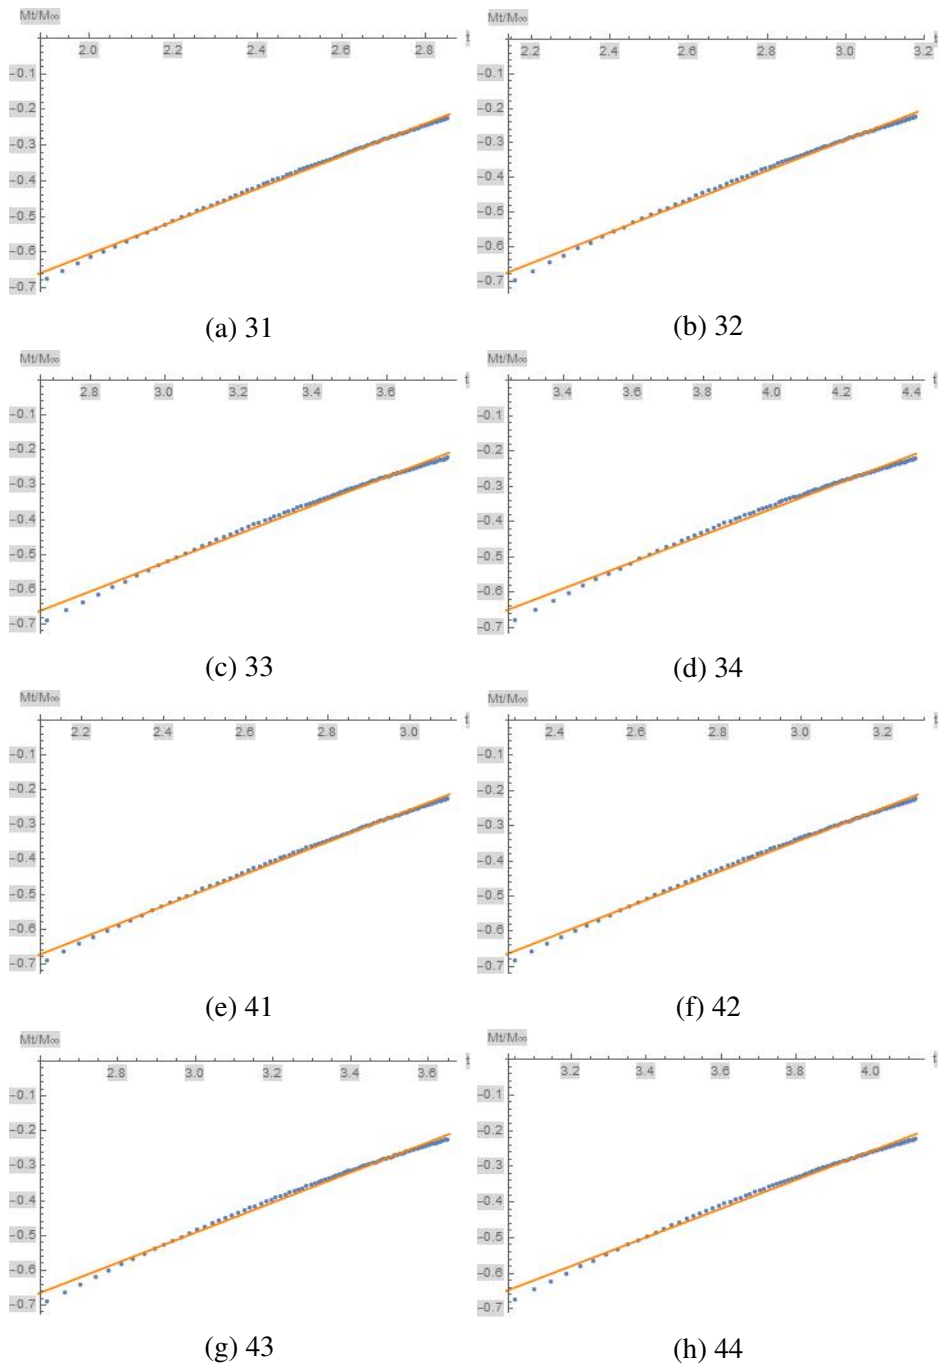 Mt/M∞
2.0 2.2 2.4 2.6 2.8 t
-0.1
-0.2
-0.3
-0.4
-0.5
-0.6
-0.7
(a) 31
Mt/M∞
2.2 2.4 2.6 2.8 3.0 3.2 t
-0.1
-0.2
-0.3
-0.4
-0.5
-0.6
-0.7
(b) 32
Mt/M∞
2.8 3.0 3.2 3.4 3.6 t
-0.1
-0.2
-0.3
-0.4
-0.5
-0.6
-0.7
(c) 33
Mt/M∞
3.4 3.6 3.8 4.0 4.2 4.4 t
-0.1
-0.2
-0.3
-0.4
-0.5
-0.6
-0.7
(d) 34
Mt/M∞
2.2 2.4 2.6 2.8 3.0 t
-0.1
-0.2
-0.3
-0.4
-0.5
-0.6
-0.7
(e) 41
Mt/M∞
2.4 2.6 2.8 3.0 3.2 t
-0.1
-0.2
-0.3
-0.4
-0.5
-0.6
-0.7
(f) 42
Mt/M∞
2.8 3.0 3.2 3.4 3.6 t
-0.1
-0.2
-0.3
-0.4
-0.5
-0.6
-0.7
(g) 43
Mt/M∞
3.2 3.4 3.6 3.8 4.0 t
-0.1
-0.2
-0.3
-0.4
-0.5
-0.6
-0.7
(h) 44